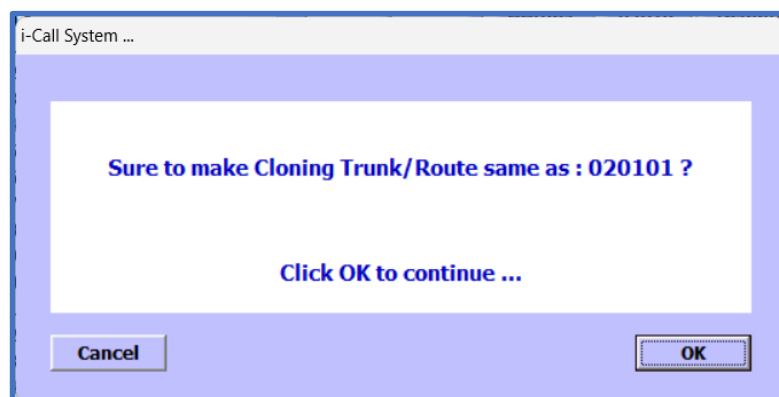 i-Call System ...
Sure to make Cloning Trunk/Route same as : 020101 ?
Click OK to continue ...
Cancel
OK